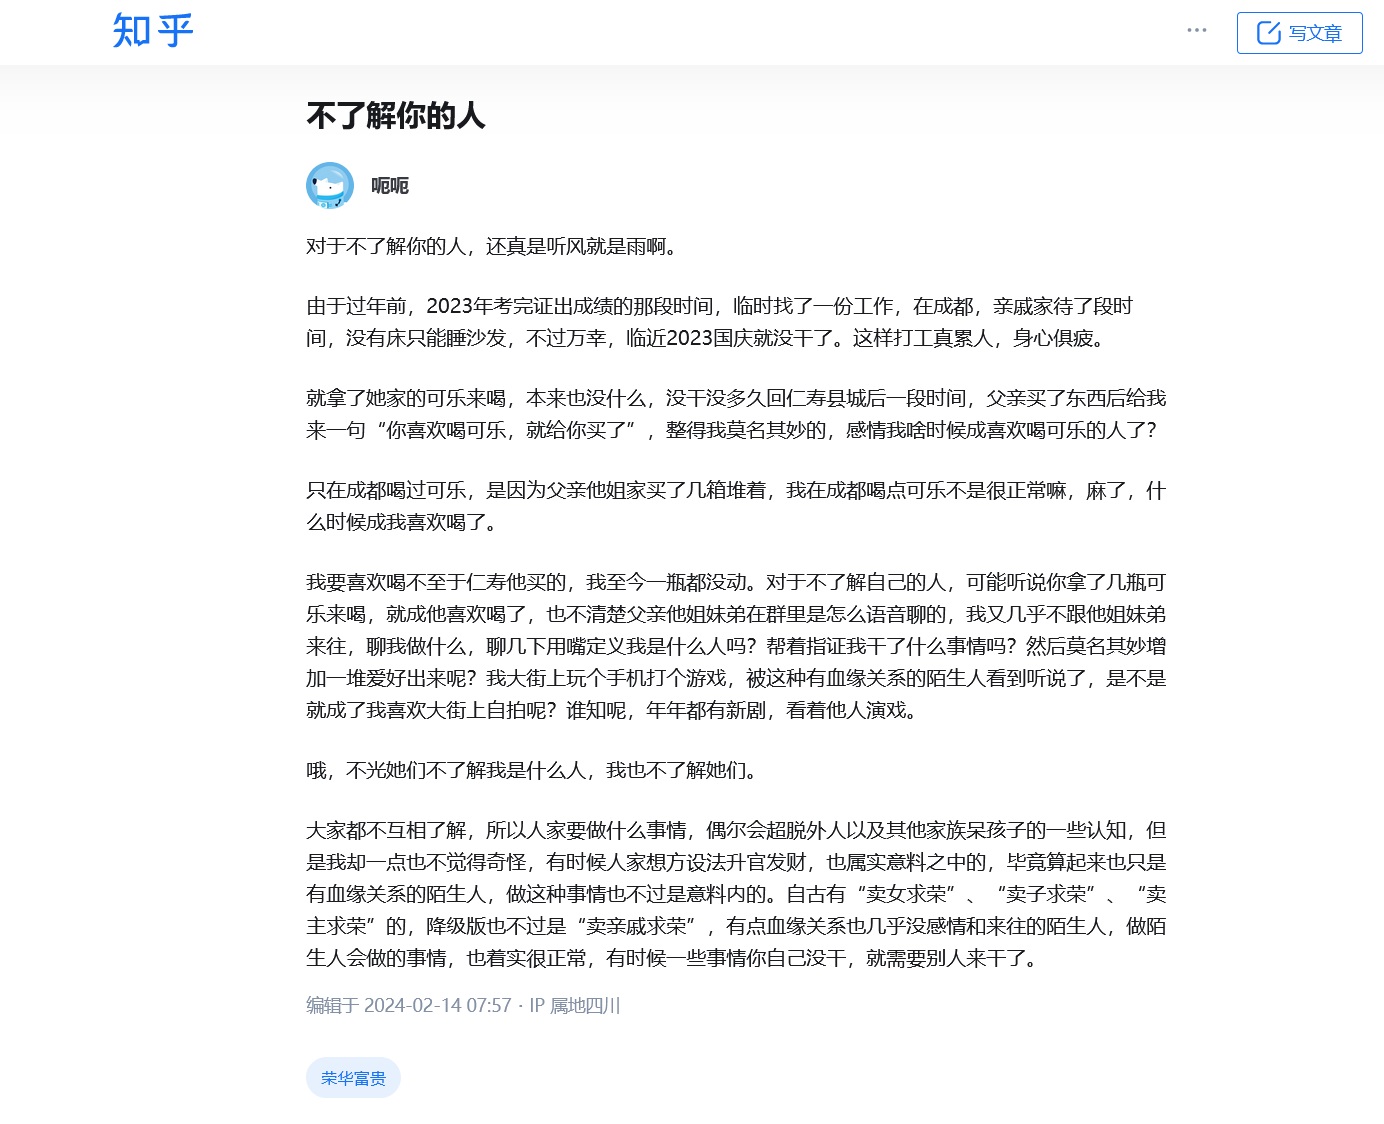 知乎
写文章
不了解你的人
呃呃
对于不了解你的人，还真是听风就是雨啊。
由于过年前，2023年考完证出成绩的那段时间，临时找了一份工作，在成都，亲戚家待了段时
间，没有床只能睡沙发，不过万幸，临近2023国庆就没干了。这样打工真累人，身心俱疲。
就拿了她家的可乐来喝，本来也没什么，没干没多久回仁寿县城后一段时间，父亲买了东西后给我
来一句“你喜欢喝可乐，就给你买了”，整得我莫名其妙的，感情我啥时候成喜欢喝可乐的人了？
只在成都喝过可乐，是因为父亲他姐家买了几箱堆着，我在成都喝点可乐不是很正常嘛，麻了，什
么时候成我喜欢喝了。
我要喜欢喝不至于仁寿他买的，我至今一瓶都没动。对于不了解自己的人，可能听说你拿了几瓶可
乐来喝，就成他喜欢喝了，也不清楚父亲他姐妹弟在群里是怎么语音聊的，我又几乎不跟他姐妹弟
来往，聊我做什么，聊几下用嘴定义我是什么人吗？帮着指证我干了什么事情吗？然后莫名其妙增
加一堆爱好出来呢？我大街上玩个手机打个游戏，被这种有血缘关系的陌生人看到听说了，是不是
就成了我喜欢大街上自拍呢？谁知呢，年年都有新剧，看着他人演戏。
哦，不光她们不了解我是什么人，我也不了解她们。
大家都不互相了解，所以人家要做什么事情，偶尔会超脱外人以及其他家族呆孩子的一些认知，但
是我却一点也不觉得奇怪，有时候人家想方设法升官发财，也属实意料之中的，毕竟算起来也只是
有血缘关系的陌生人，做这种事情也不过是意料内的。自古有“卖女求荣”、“卖子求荣”、“卖
主求荣”的，降级版也不过是“卖亲戚求荣”，有点血缘关系也几乎没感情和来往的陌生人，做陌
生人会做的事情，也着实很正常，有时候一些事情你自己没干，就需要别人来干了。
编辑于 2024-02-14 07:57・IP 属地四川
荣华富贵